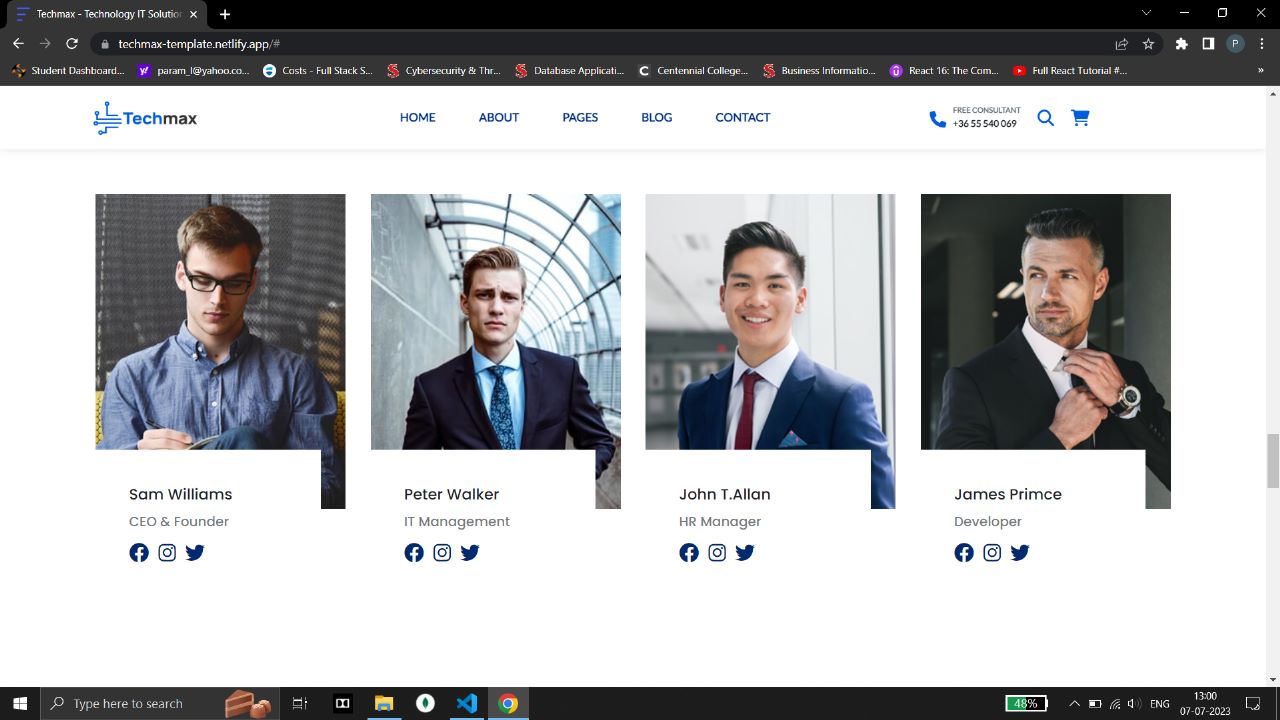 Techmax - Technology IT Solution
techmax-template.netlify.app/#
P
Student Dashboard... param_l@yahoo.co... Costs - Full Stack S... Cybersecurity & Thr... Database Applicati... Centennial College... Business Informatio... React 16: The Com... Full React Tutorial #... »
Techmax
HOME ABOUT PAGES BLOG CONTACT
FREE CONSULTANT
+36 55 540 069
Sam Williams
CEO & Founder
Peter Walker
IT Management
John T.Allan
HR Manager
James Primce
Developer
Type here to search
48%
ENG
13:00
07-07-2023